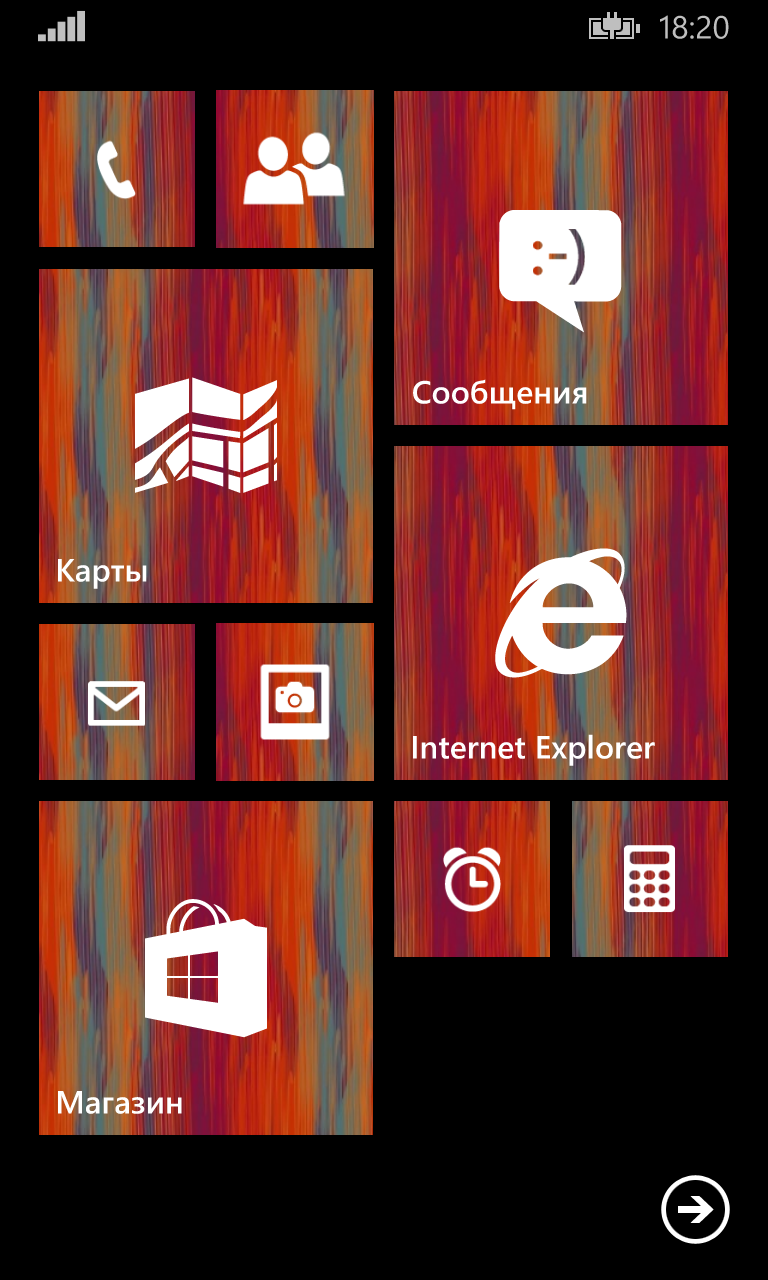 18:20
:-)
Сообщения
Карты
Internet Explorer
Магазин